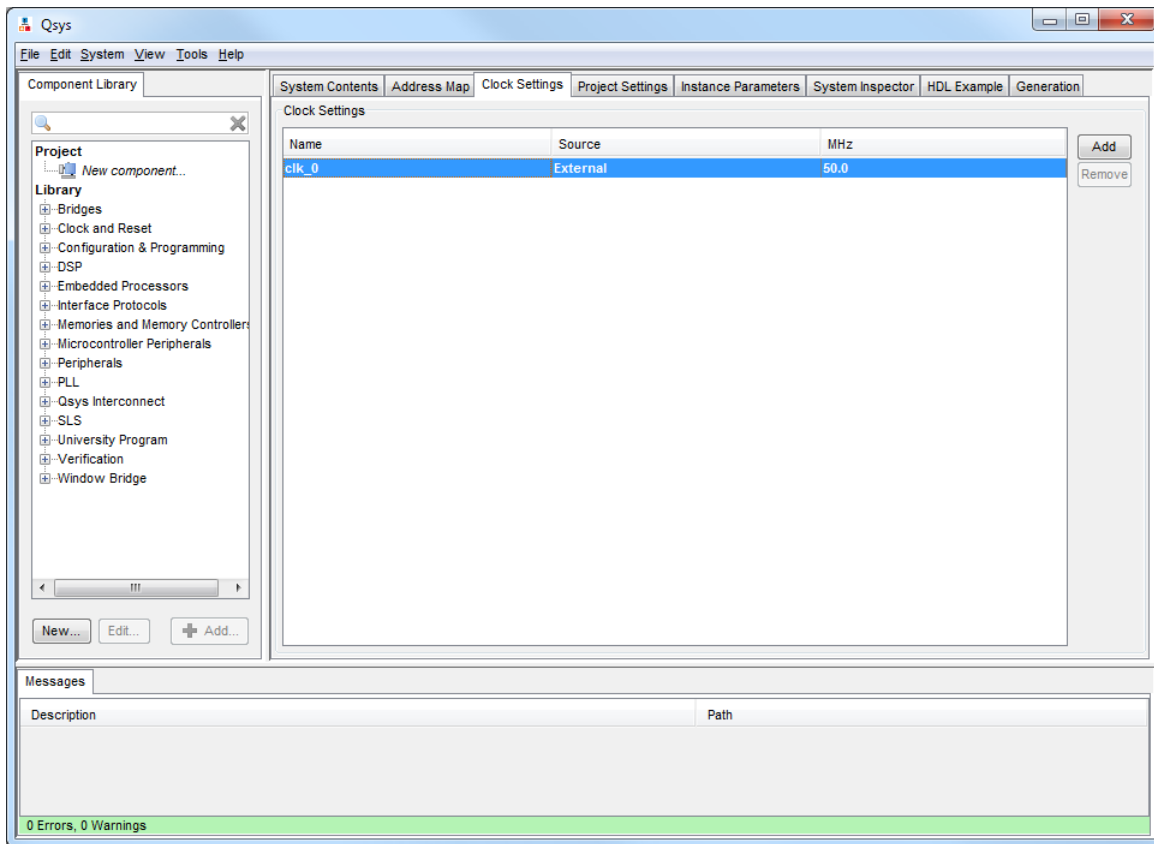 Qsys
File Edit System View Tools Help
Component Library
System Contents Address Map Clock Settings Project Settings Instance Parameters System Inspector HDL Example Generation
Clock Settings
Name Source MHz
clk_0 External 50.0
Add
Remove
Project
New component...
Library
Bridges
Clock and Reset
Configuration & Programming
DSP
Embedded Processors
Interface Protocols
Memories and Memory Controllers
Microcontroller Peripherals
Peripherals
PLL
Qsys Interconnect
SLS
University Program
Verification
Window Bridge
New... Edit... Add...
Messages
Description Path
0 Errors, 0 Warnings